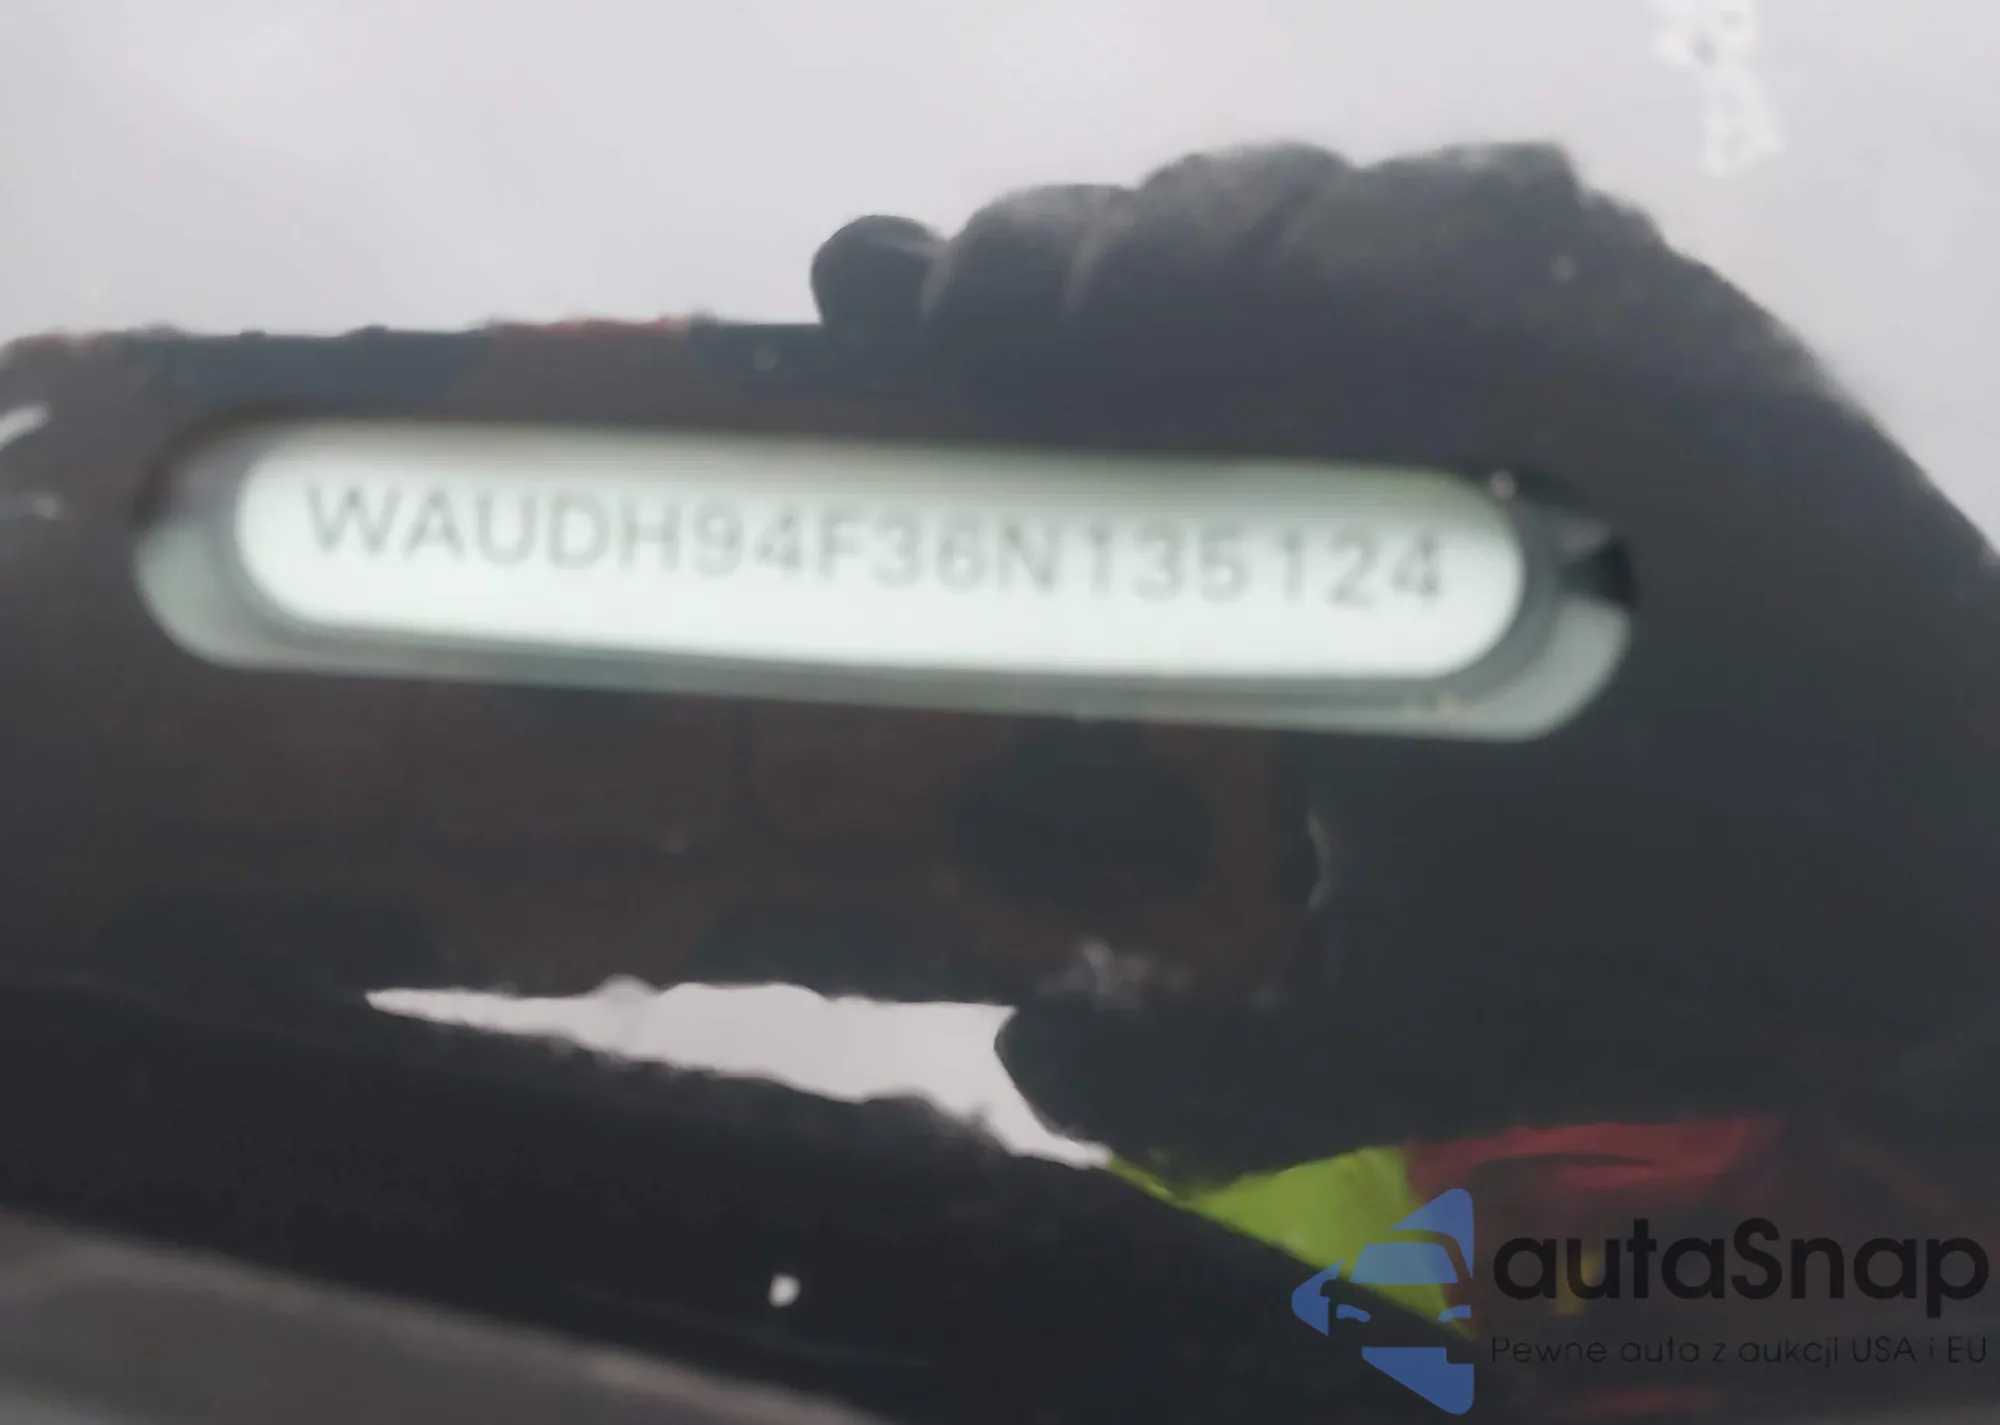 WAUDH94F36N135124
autaSnap
Pewne auta z aukcji USA i EU